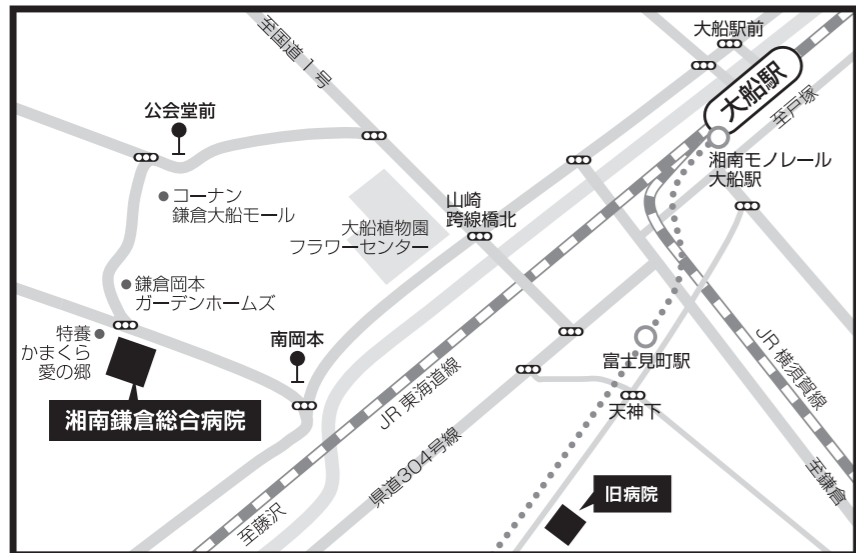 至国道1号
大船駅前
大船駅
至戸塚
公会堂前
湘南モノレール
大船駅
コーナン
鎌倉大船モール
山崎
跨線橋北
大船植物園
フラワーセンター
鎌倉岡本
ガーデンホームズ
特養
かまくら
愛の郷
南岡本
富士見町駅
JR 東海道線
JR 横須賀線
湘南鎌倉総合病院
天神下
県道304号線
至鎌倉
旧病院
至藤沢